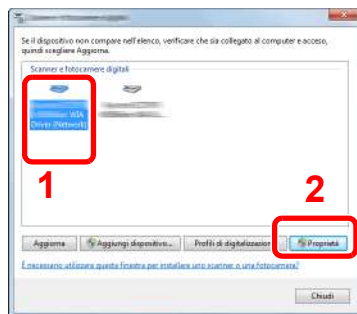 Se il dispositivo non compare nell'elenco, verificare che sia collegato al computer e acceso,
quindi scegliere Aggiorna.
Scanner e fotocamere digitali
WIA
Driver (Network)
1
2
Aggiorna
Aggiungi dispositivo...
Profili di digitalizzazion
Proprietà
È necessario utilizzare questa finestra per installare uno scanner o una fotocamera?
Chiudi